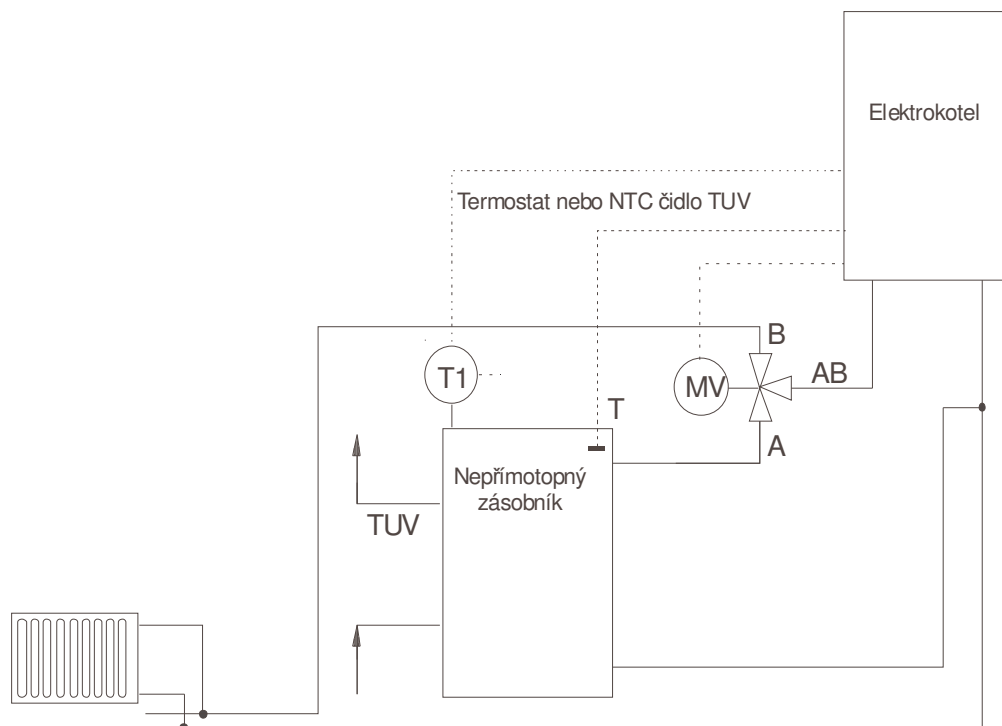 Elektrokotel
Termostat nebo NTC čidlo TUV
B
T1
MV
AB
T
A
Nepřímotopný
zásobník
TUV